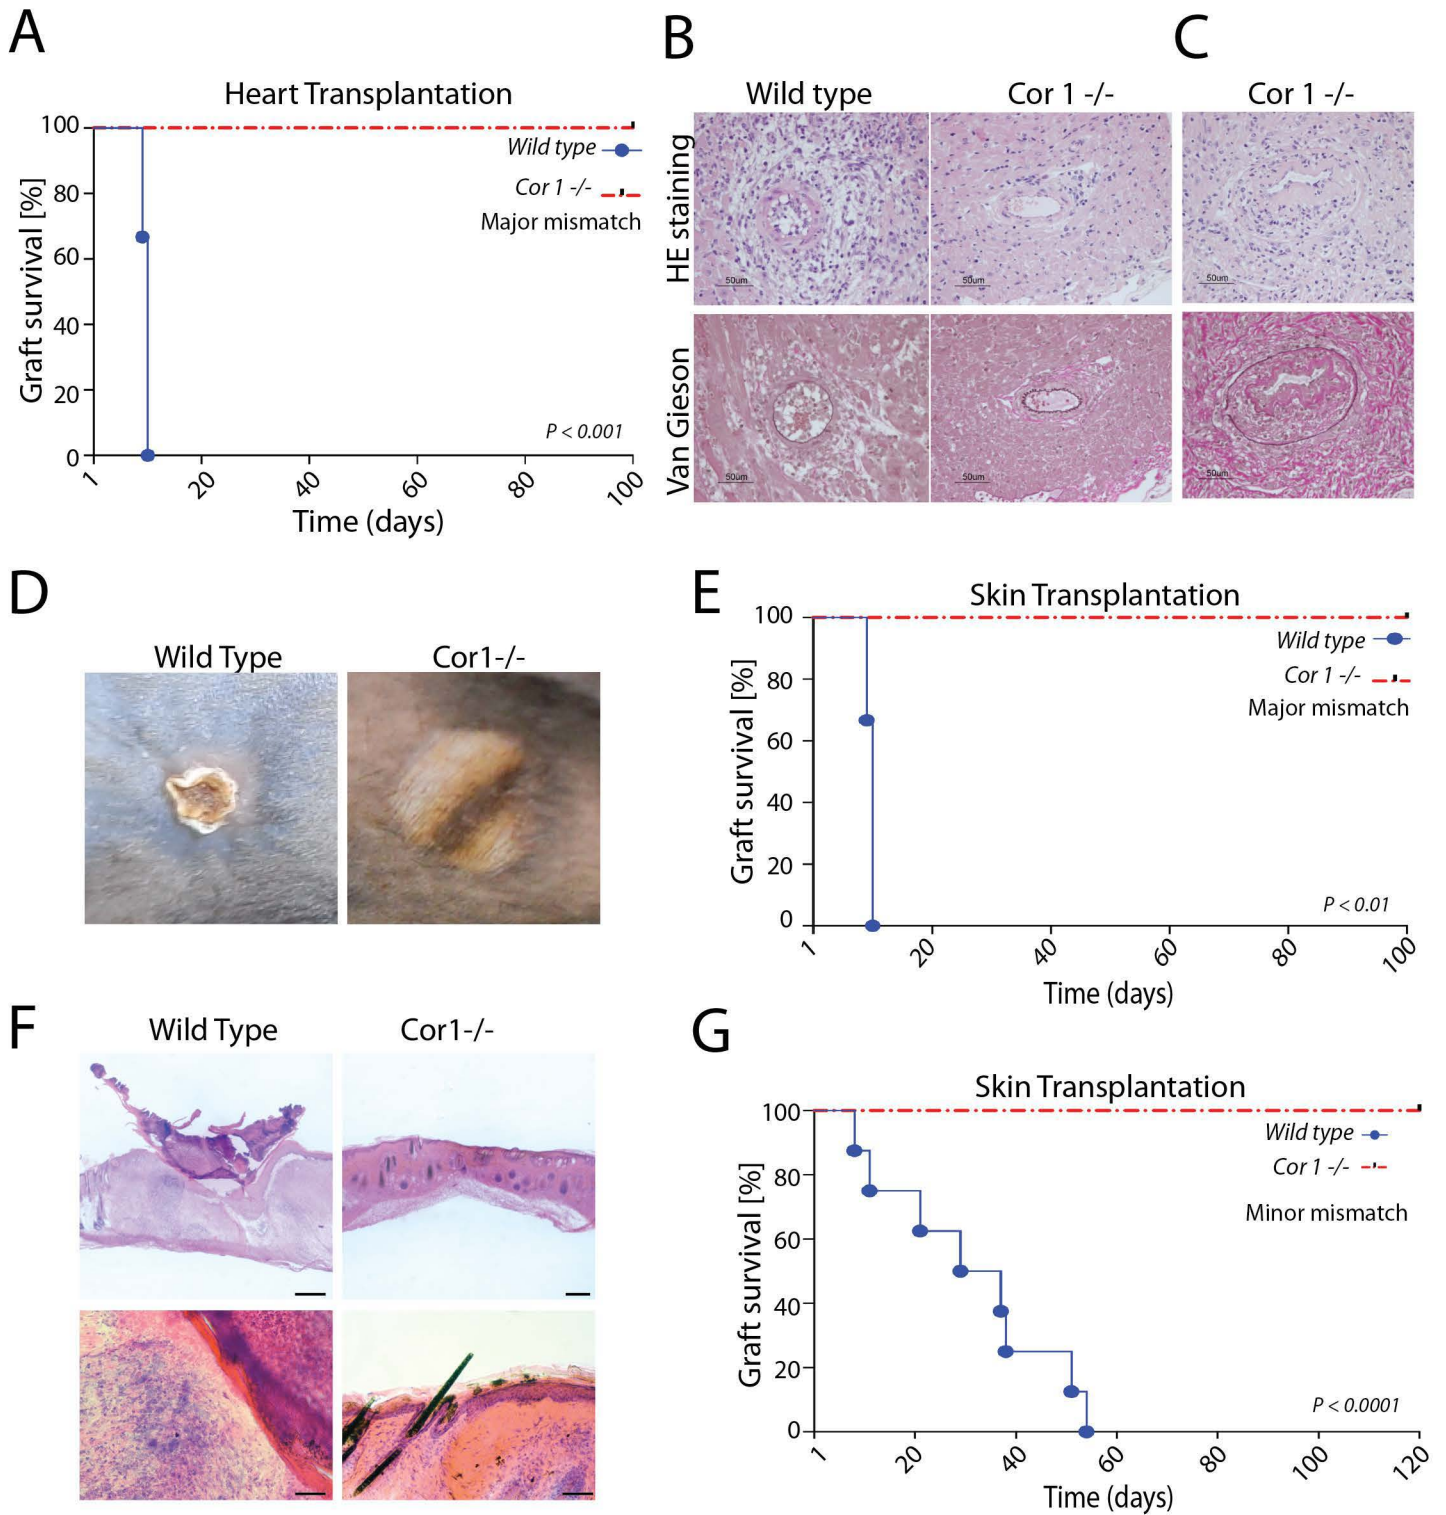 A
Heart Transplantation
Graft survival [%]
100
80
60
40
20
0
Wild type
Cor 1 -/-
Major mismatch
P < 0.001
1
20
40
60
80
100
Time (days)
B
Wild type
Cor 1 -/-
HE staining
Van Gieson
50um
50um
50um
50um
C
Cor 1 -/-
50um
50um
D
Wild Type
Cor1-/-
E
Skin Transplantation
Graft survival [%]
100
80
60
40
20
0
Wild type
Cor 1 -/-
Major mismatch
P < 0.01
1
20
40
60
80
100
Time (days)
F
Wild Type
Cor1-/-
G
Skin Transplantation
Graft survival [%]
100
80
60
40
20
0
Wild type
Cor 1 -/-
Minor mismatch
P < 0.0001
1
20
40
60
80
100
120
Time (days)